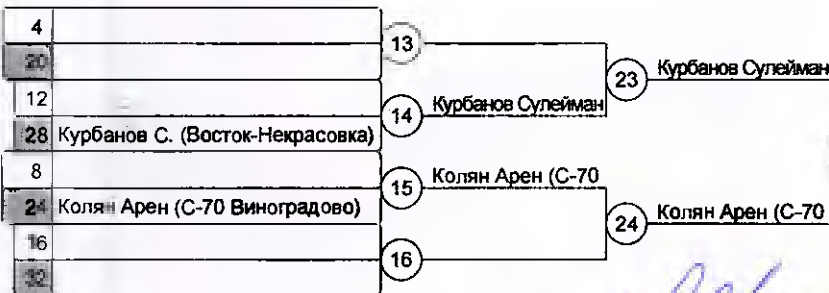 4
20
13
23 Курбанов Сулейман
12
14 Курбанов Сулейман
28 Курбанов С. (Восток-Некрасовка)
8
15 Колян Арен (С-70
24 Колян Арен (С-70 Виноградово)
24 Колян Арен (С-70
16
16
32